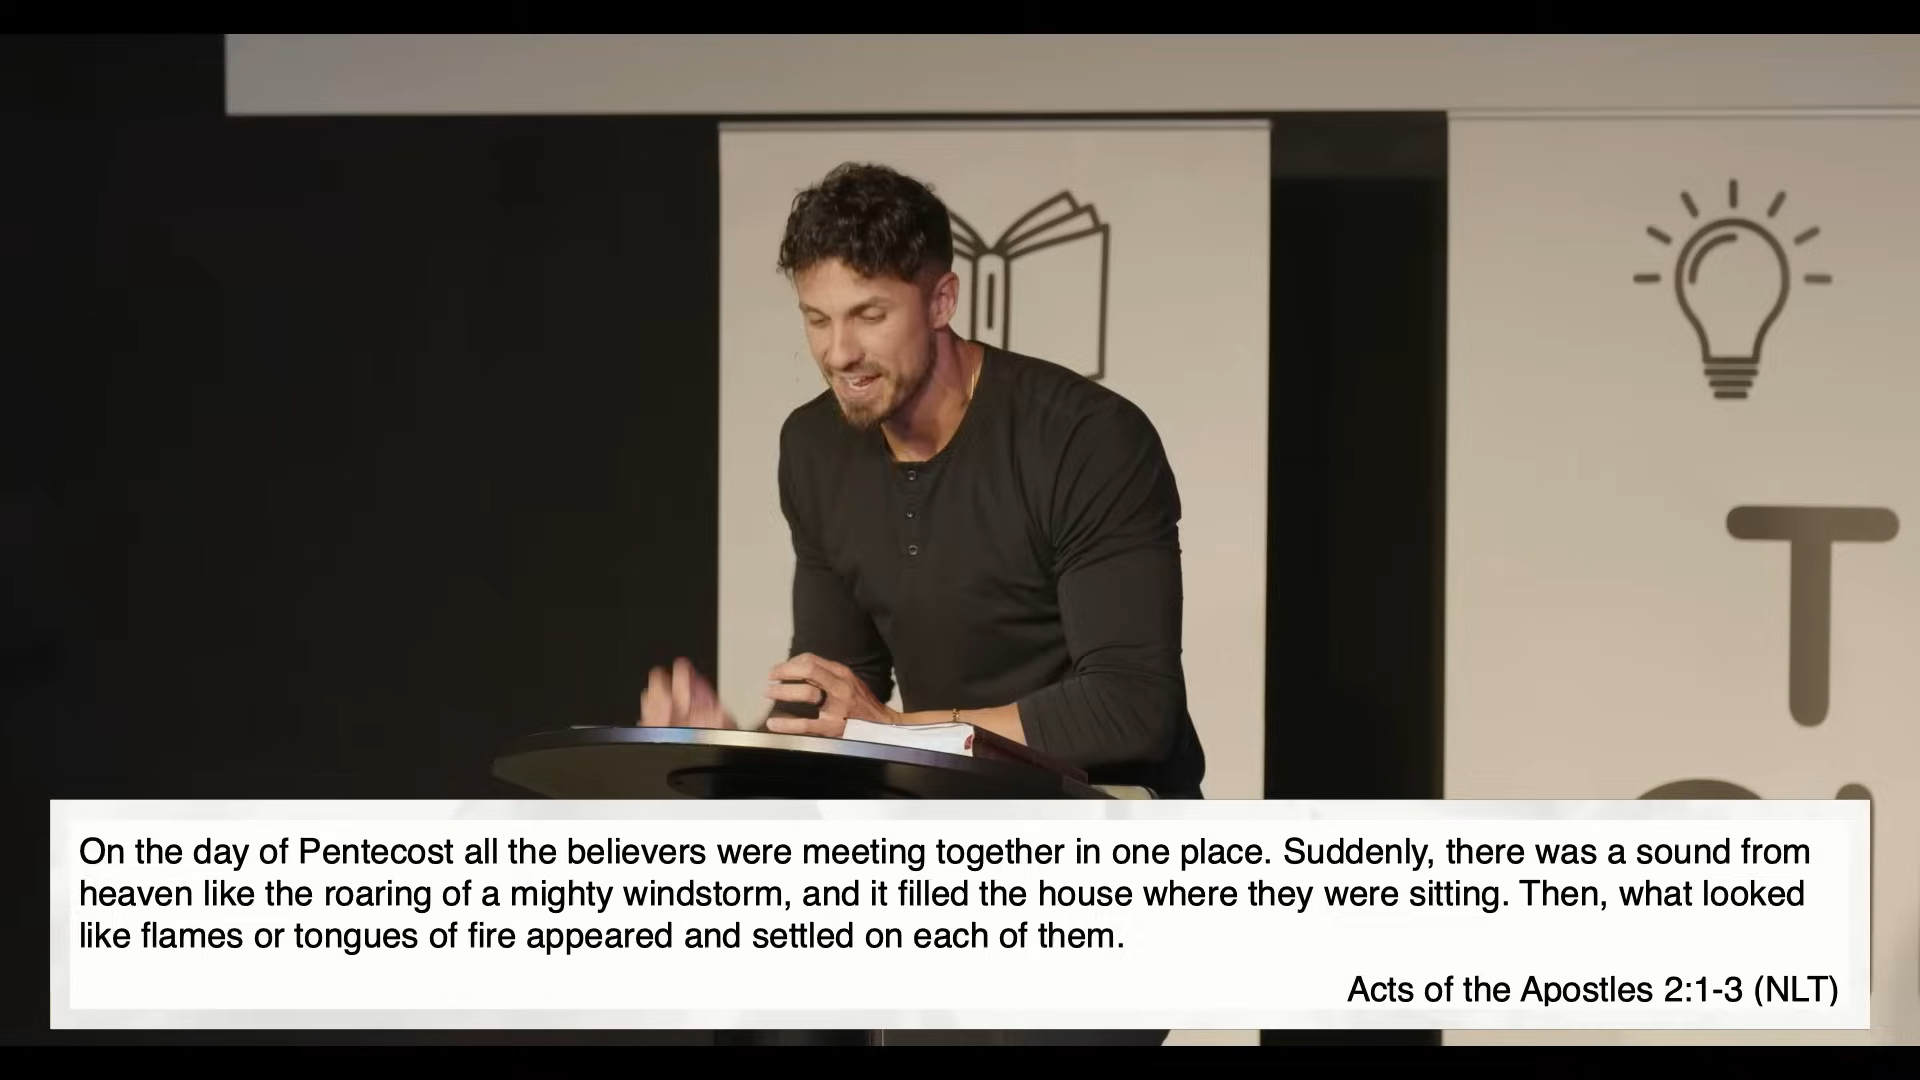 T
On the day of Pentecost all the believers were meeting together in one place. Suddenly, there was a sound from
heaven like the roaring of a mighty windstorm, and it filled the house where they were sitting. Then, what looked
like flames or tongues of fire appeared and settled on each of them.
Acts of the Apostles 2:1-3 (NLT)